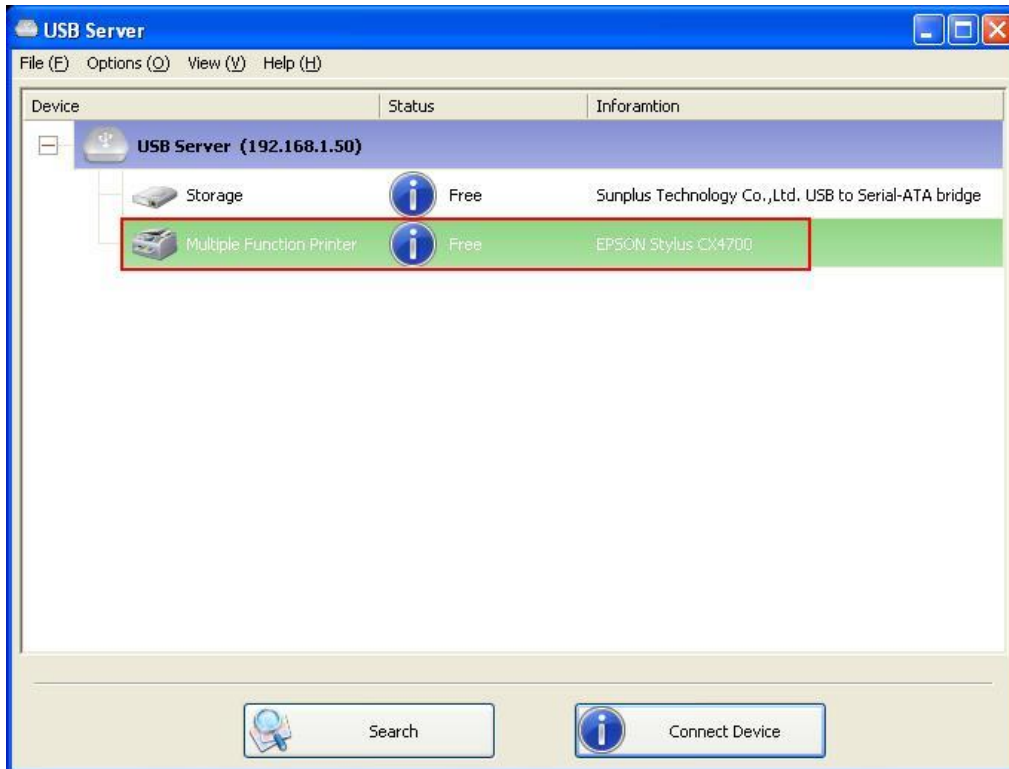 USB Server
File (F) Options (O) View (V) Help (H)
Device Status Inforamtion
USB Server (192.168.1.50)
Storage Free Sunplus Technology Co.,Ltd. USB to Serial-ATA bridge
Multiple Function Printer Free EPSON Stylus CX4700
Search Connect Device